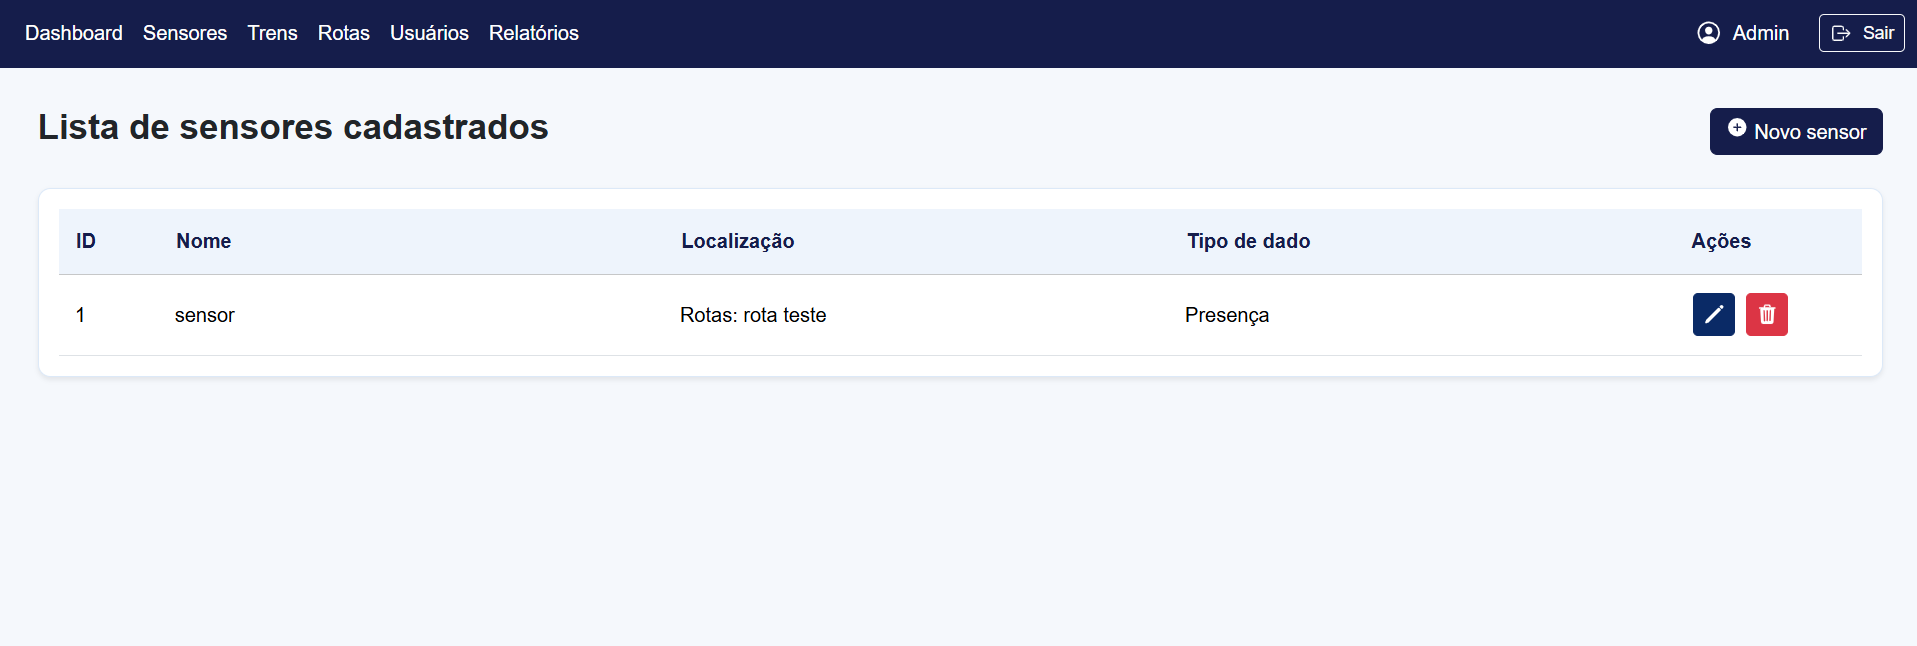 Dashboard Sensores Trens Rotas Usuários Relatórios Admin Sair
Lista de sensores cadastrados
Novo sensor
ID Nome Localização Tipo de dado Ações
1 sensor Rotas: rota teste Presença